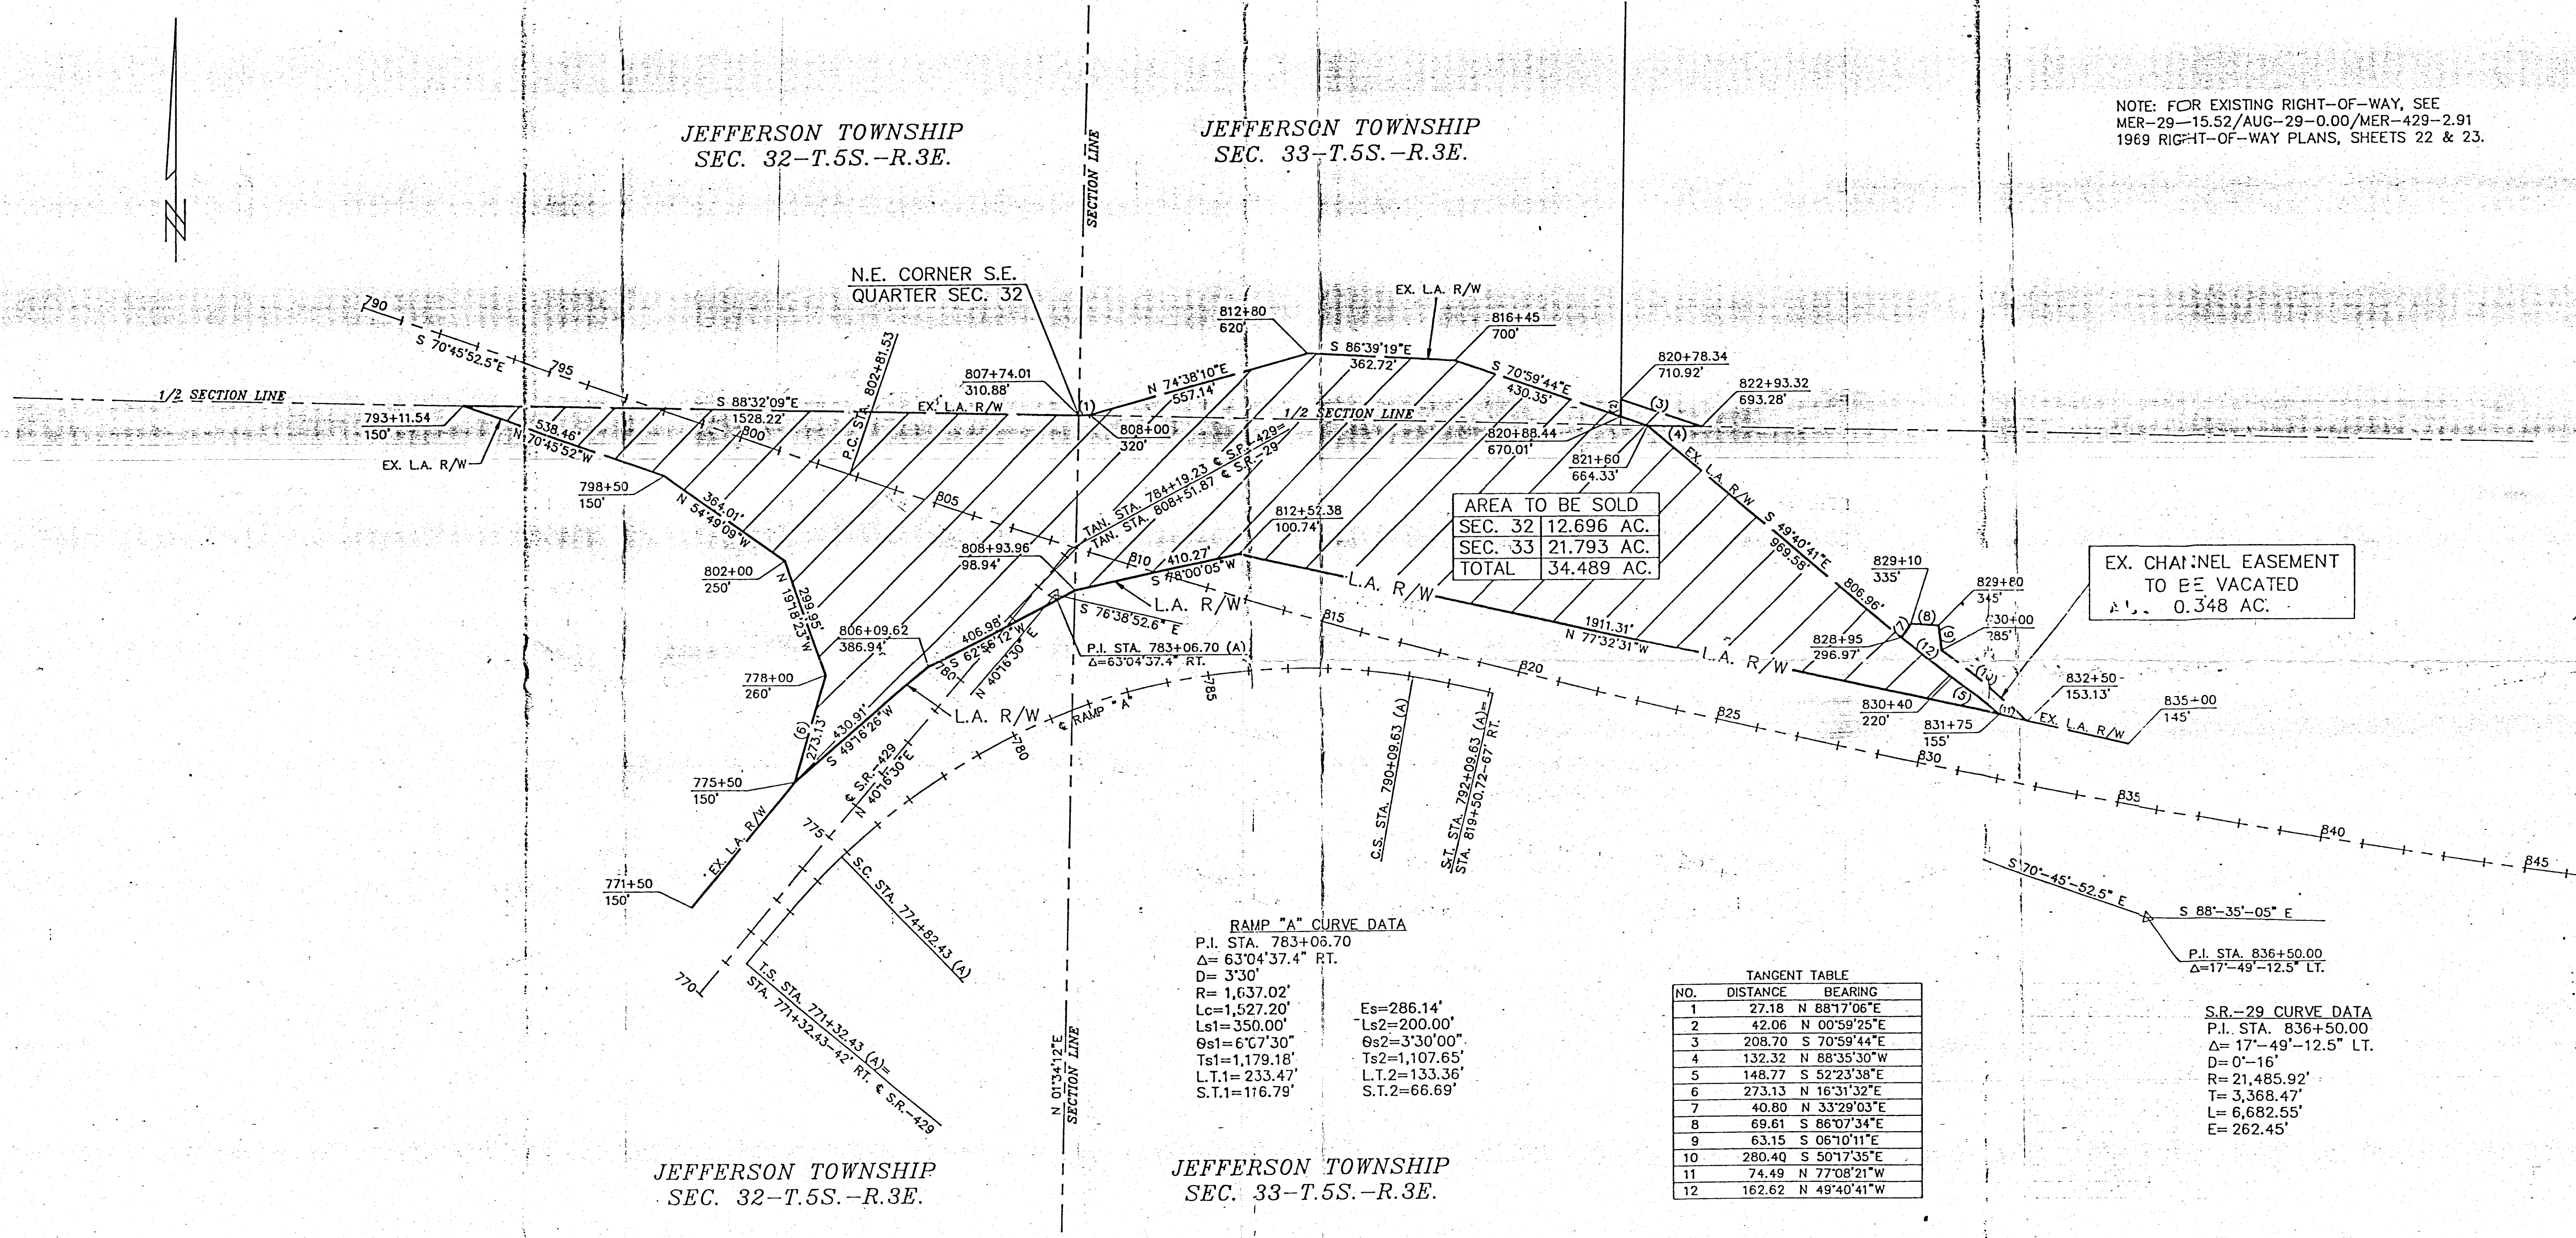 NOTE: FOR EXISTING RIGHT-OF-WAY, SEE
MER-29-15.52/AUG-29-0.00/MER-429-2.91
1969 RIGHT-OF-WAY PLANS, SHEETS 22 & 23.
JEFFERSON TOWNSHIP
SEC. 32-T.5S.-R.3E.
SECTION LINE
JEFFERSON TOWNSHIP
SEC. 33-T.5S.-R.3E.
N
N.E. CORNER S.E.
QUARTER SEC. 32
790
S 70°45'52.5"E
795
800
P.C. STA. 802+81.53
805
1/2 SECTION LINE
793+11.54
150'
EX. L.A. R/W
538.46'
N 70°45'52"W
S 88°32'09"E
1528.22'
EX. L.A. R/W
807+74.01
310.88'
(1)
808+00
320'
N 74°38'10"E
557.14'
812+80
620'
EX. L.A. R/W
S 86°39'19"E
362.72'
816+45
700'
S 70°59'44"E
430.35'
1/2 SECTION LINE
820+78.34
710.92'
(2)
(3)
822+93.32
693.28'
(4)
820+88.44
670.01'
821+60
664.33'
EX. L.A. R/W
798+50
150'
364.01'
N 54°49'09"W
802+00
250'
299.95'
N 19°18'23"W
TAN. STA. 784+19.23 ℄ S.R.-429=
TAN. STA. 808+51.87 ℄ S.R.-29
808+93.96
98.94'
810
410.27'
S 78°00'05"W
812+52.38
100.74'
L.A. R/W
L.A. R/W
AREA TO BE SOLD
SEC. 32 12.696 AC.
SEC. 33 21.793 AC.
TOTAL 34.489 AC.
S 49°40'41"E
969.58'
806.96'
829+10
335'
829+80
345'
(7)
(8)
(9)
830+00
285'
EX. CHANNEL EASEMENT
TO BE VACATED
0.348 AC.
828+95
296.97'
(12)
(10)
(5)
(11)
830+40
220'
831+75
155'
832+50
153.13'
EX. L.A. R/W
835+00
145'
S 76°38'52.6" E
P.I. STA. 783+06.70 (A)
Δ=63°04'37.4" RT.
806+09.62
386.94'
406.98'
S 62°56'12"W
N 40°16'30" E
780
778+00
260'
(6)
273.13'
430.91'
S 49°16'26"W
L.A. R/W
℄ RAMP "A"
785
780
815
1911.31'
N 77°32'31"W
L.A. R/W
820
825
830
835
840
845
℄ S.R.-429
N 40°16'30"E
775+50
150'
EX. L.A. R/W
771+50
150'
775
770
S.C. STA. 774+82.43 (A)
T.S. STA. 771+32.43 (A)=
STA. 771+32.43-42' RT. ℄ S.R.-429
C.S. STA. 790+09.63 (A)
S.T. STA. 792+09.63 (A)=
STA. 819+50.72-67' RT.
S 70°-45'-52.5" E
S 88°-35'-05" E
P.I. STA. 836+50.00
Δ=17°-49'-12.5" LT.
RAMP "A" CURVE DATA
P.I. STA. 783+06.70
Δ= 63°04'37.4" RT.
D= 3°30'
R= 1,637.02'
Lc=1,527.20' Es=286.14'
Ls1=350.00' Ls2=200.00'
θs1=6°07'30" θs2=3°30'00"
Ts1=1,179.18' Ts2=1,107.65'
L.T.1=233.47' L.T.2=133.36'
S.T.1=116.79' S.T.2=66.69'
N 01°34'12"E
SECTION LINE
TANGENT TABLE
NO. DISTANCE BEARING
1 27.18 N 88°17'06"E
2 42.06 N 00°59'25"E
3 208.70 S 70°59'44"E
4 132.32 N 88°35'30"W
5 148.77 S 52°23'38"E
6 273.13 N 16°31'32"E
7 40.80 N 33°29'03"E
8 69.61 S 86°07'34"E
9 63.15 S 06°10'11"E
10 280.40 S 50°17'35"E
11 74.49 N 77°08'21"W
12 162.62 N 49°40'41"W
S.R.-29 CURVE DATA
P.I. STA. 836+50.00
Δ= 17°-49'-12.5" LT.
D= 0°-16'
R= 21,485.92'
T= 3,368.47'
L= 6,682.55'
E= 262.45'
JEFFERSON TOWNSHIP
SEC. 32-T.5S.-R.3E.
JEFFERSON TOWNSHIP
SEC. 33-T.5S.-R.3E.